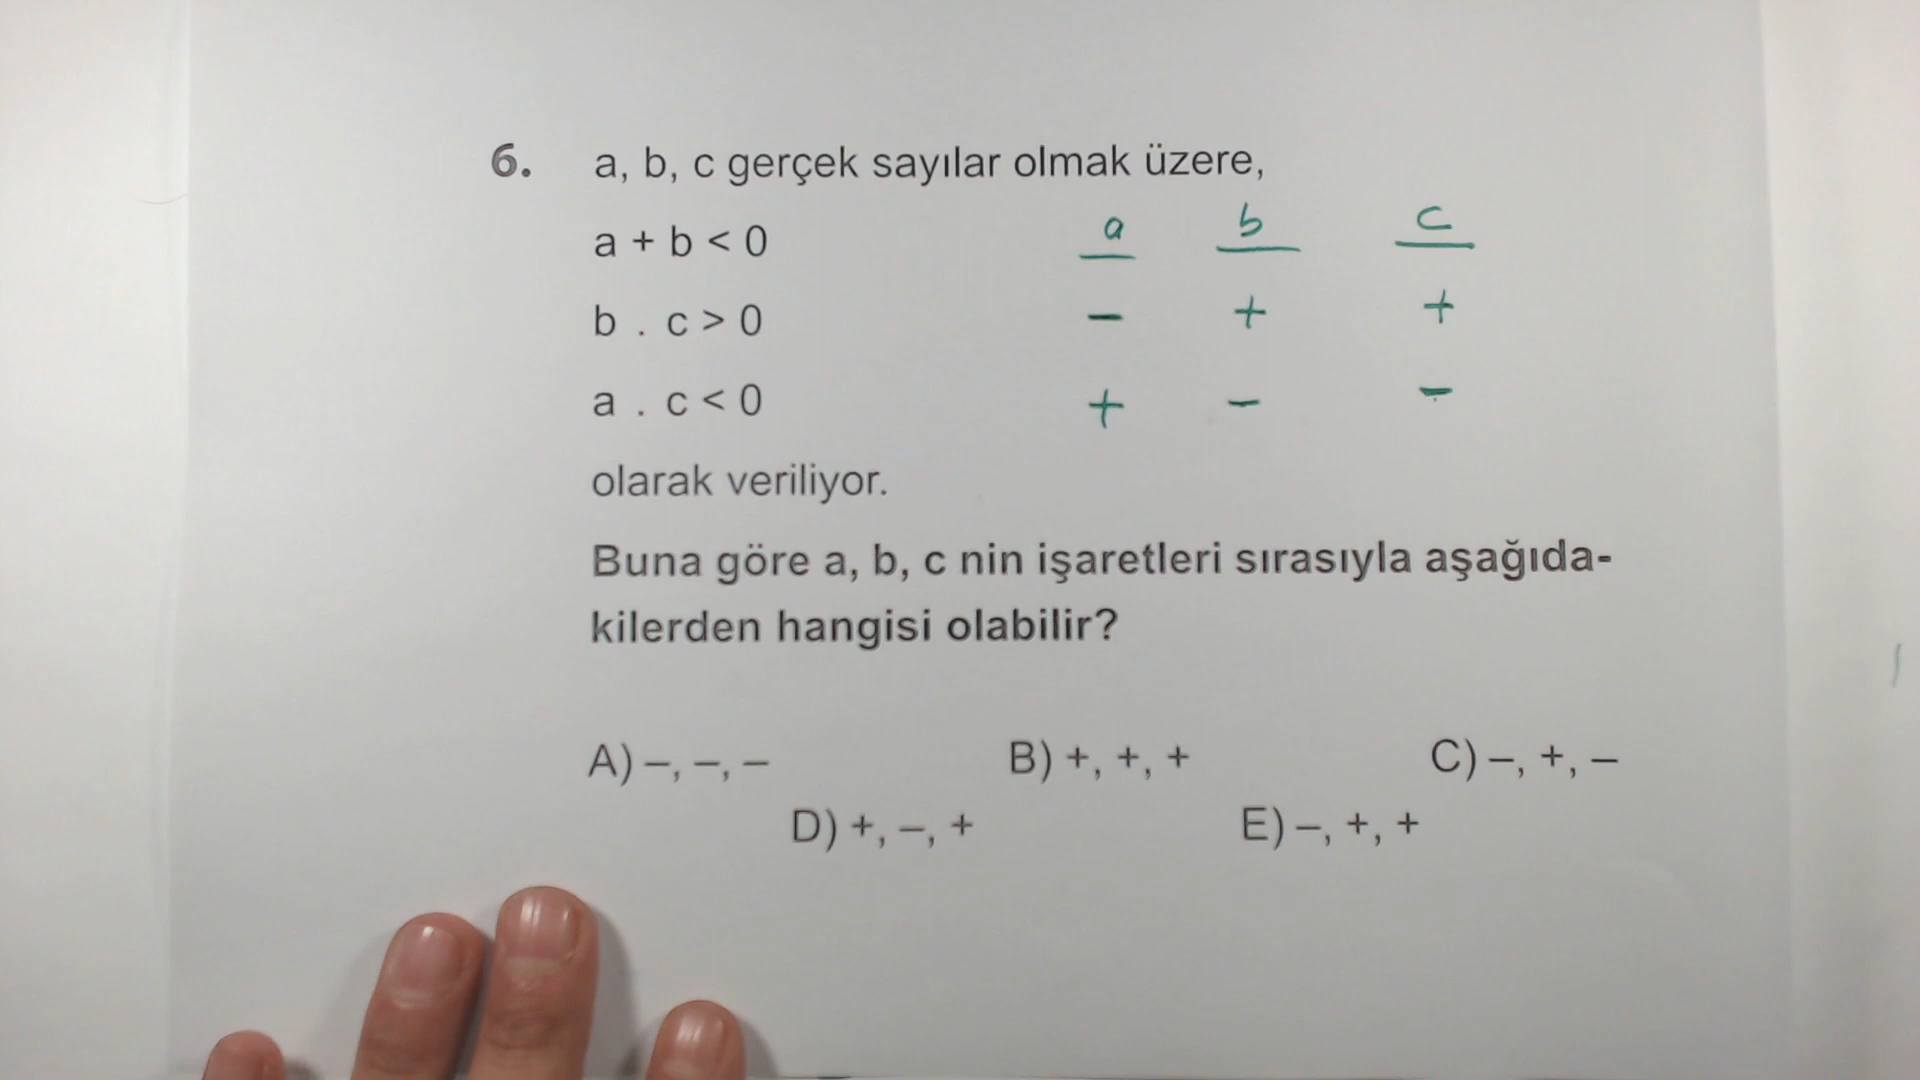 6. a, b, c gerçek sayılar olmak üzere,
a + b < 0
b . c > 0
a . c < 0
a b c
− + +
+ − −
olarak veriliyor.
Buna göre a, b, c nin işaretleri sırasıyla aşağıda-
kilerden hangisi olabilir?
A) –, –, – B) +, +, + C) –, +, –
D) +, –, + E) –, +, +